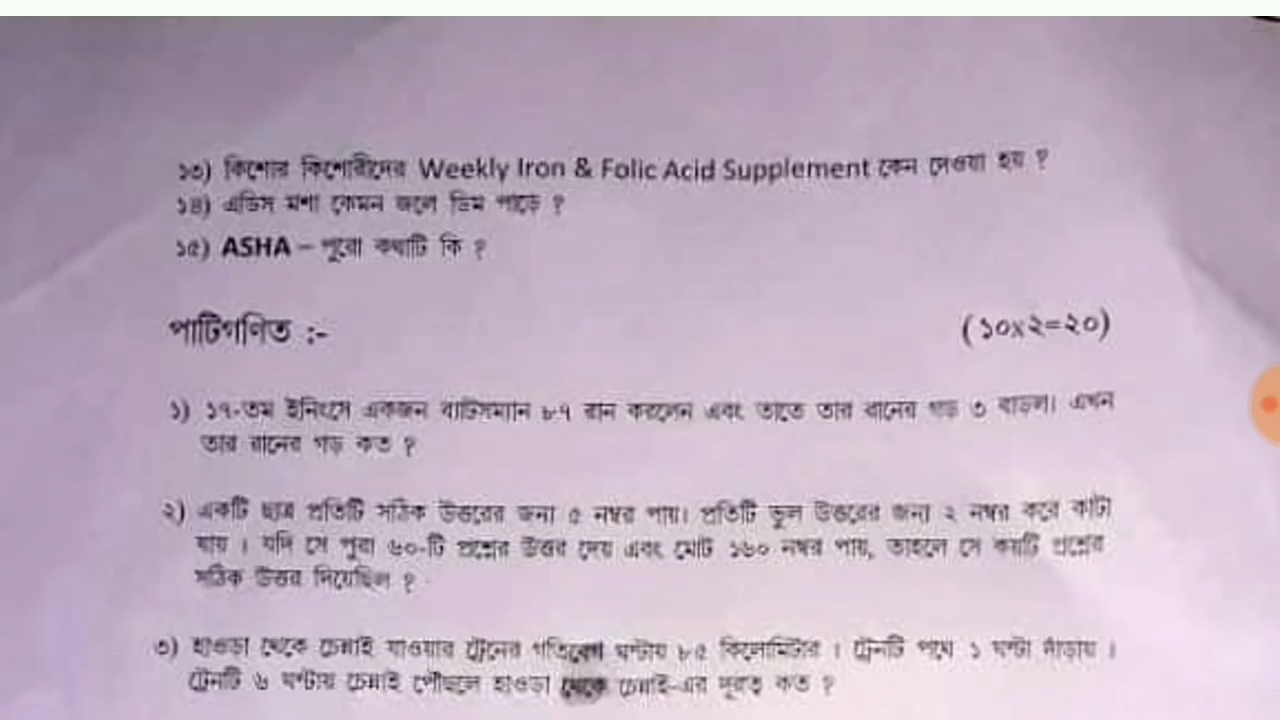 ১৩) কিশোর কিশোরীদের Weekly Iron & Folic Acid Supplement কেন দেওয়া হয় ?
১৪) এডিস মশা কেমন জলে ডিম পাড়ে ?
১৫) ASHA – পুরো কথাটি কি ?
পাটিগণিত :- (১০x২=২০)
১) ১৭-তম ইনিংসে একজন ব্যাটসম্যান ৮৭ রান করলেন এবং তাতে তার রানের গড় ৩ বাড়ল। এখন
তার রানের গড় কত ?
২) একটি ছাত্র প্রতিটি সঠিক উত্তরের জন্য ৫ নম্বর পায়। প্রতিটি ভুল উত্তরের জন্য ২ নম্বর করে কাটা
যায় । যদি সে পুরা ৬০-টি প্রশ্নের উত্তর দেয় এবং মোট ১৬০ নম্বর পায়, তাহলে সে কয়টি প্রশ্নের
সঠিক উত্তর দিয়েছিল ?
৩) হাওড়া থেকে চেন্নাই যাওয়ার ট্রেনের গতিবেগ ঘণ্টায় ৮৫ কিলোমিটার । ট্রেনটি পথে ১ ঘণ্টা দাঁড়ায় ।
ট্রেনটি ৬ ঘণ্টায় চেন্নাই পৌছলে হাওড়া থেকে চেন্নাই-এর দূরত্ব কত ?